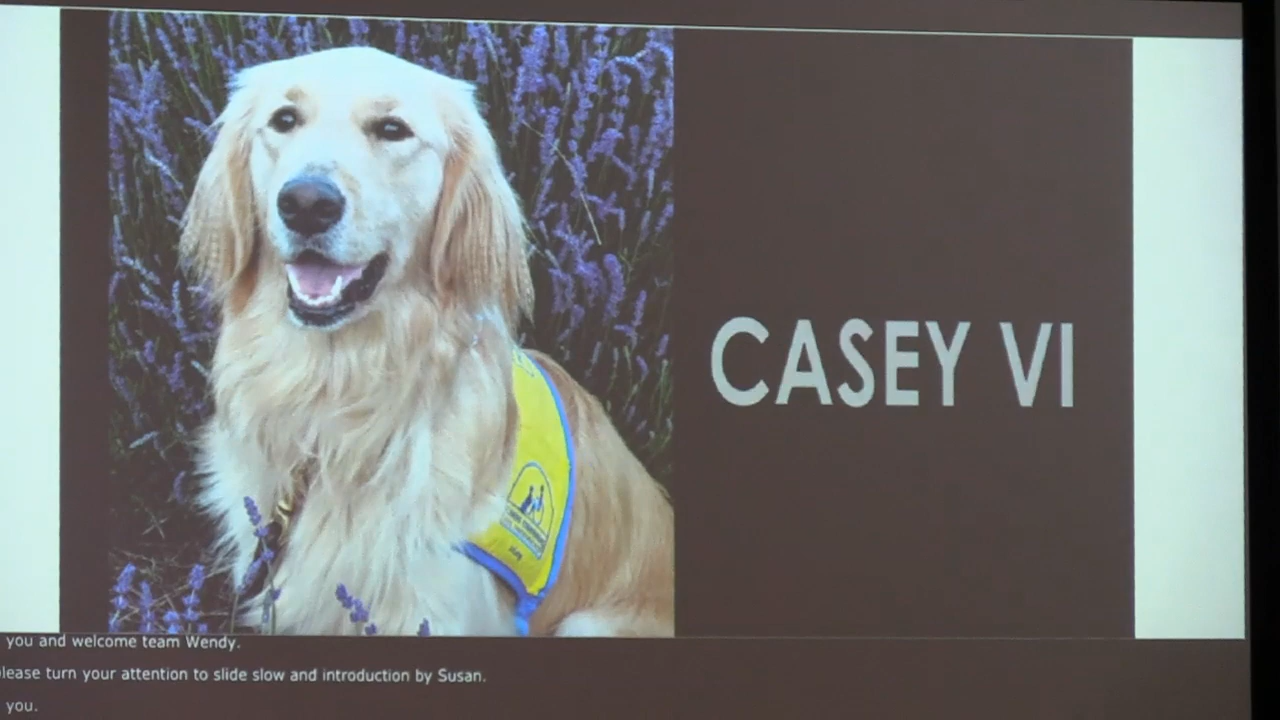 CASEY VI
you and welcome team Wendy.
lease turn your attention to slide slow and introduction by Susan.
you.